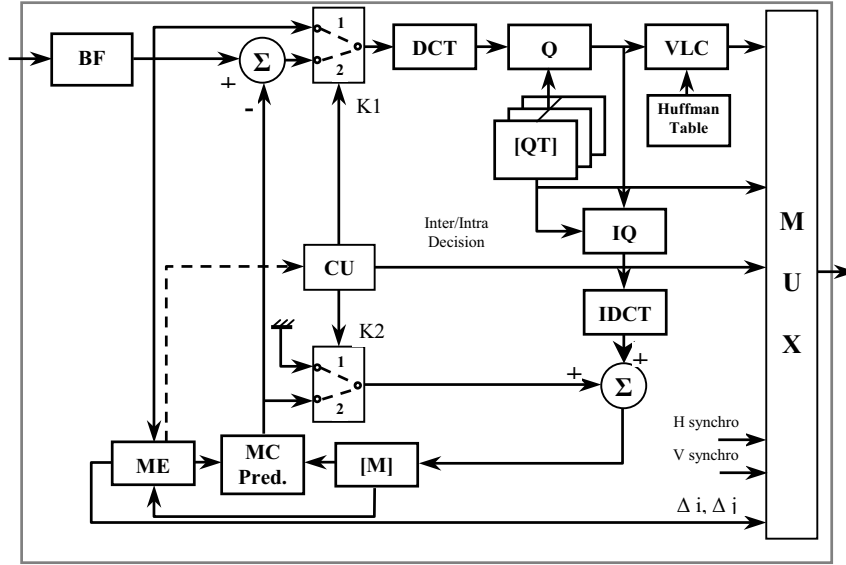 1
BF
Σ
2
DCT
Q
VLC
+
-
K1
Huffman
Table
[QT]
M
U
X
Inter/Intra
Decision
IQ
CU
IDCT
K2
1
2
+
+
Σ
H synchro
V synchro
ME
MC
Pred.
[M]
Δ i, Δ j